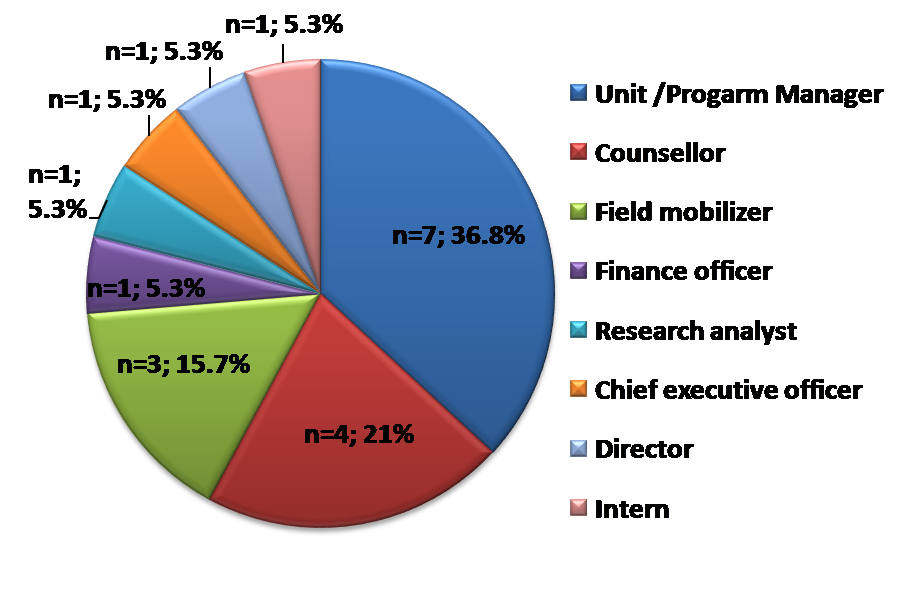 n=1; 5.3%
n=1; 5.3%
n=1; 5.3%
n=1;
5.3%
n=1; 5.3%
n=3; 15.7%
n=4; 21%
n=7; 36.8%
Unit /Progarm Manager
Counsellor
Field mobilizer
Finance officer
Research analyst
Chief executive officer
Director
Intern